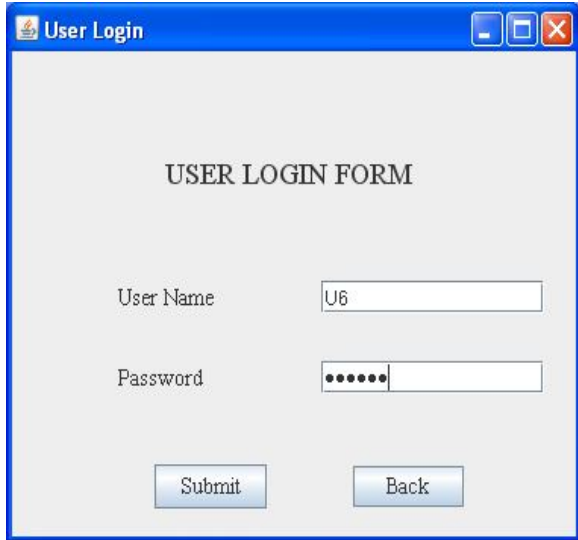 User Login
USER LOGIN FORM
User Name U6
Password ••••••
Submit Back